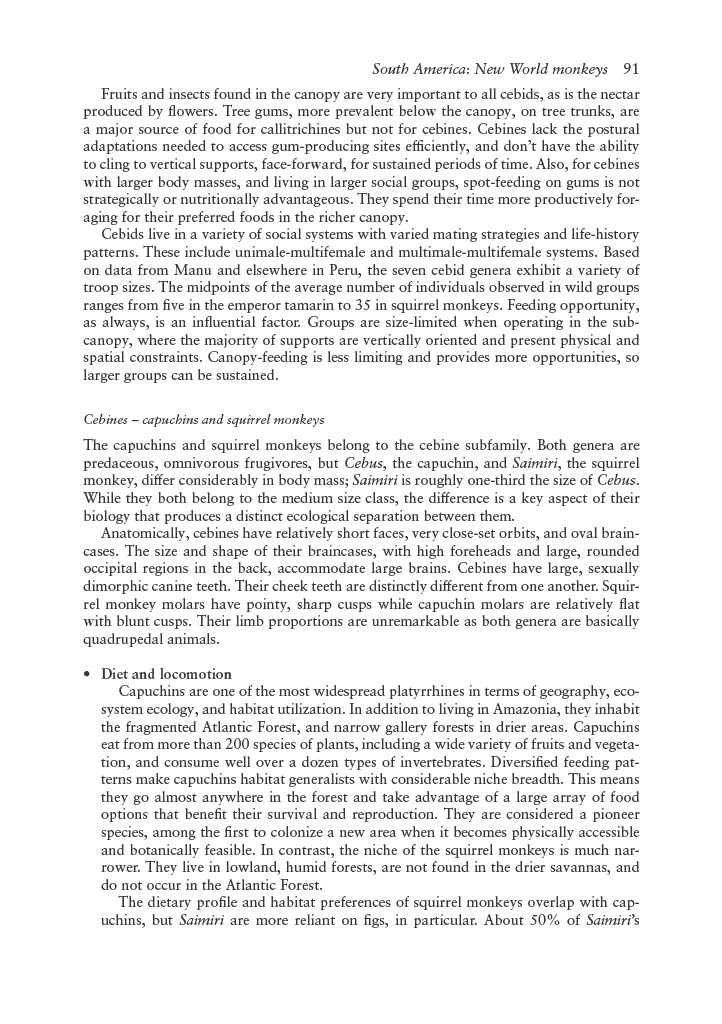 South America: New World monkeys 91
Fruits and insects found in the canopy are very important to all cebids, as is the nectar
produced by flowers. Tree gums, more prevalent below the canopy, on tree trunks, are
a major source of food for callitrichines but not for cebines. Cebines lack the postural
adaptations needed to access gum-producing sites efficiently, and don't have the ability
to cling to vertical supports, face-forward, for sustained periods of time. Also, for cebines
with larger body masses, and living in larger social groups, spot-feeding on gums is not
strategically or nutritionally advantageous. They spend their time more productively for-
aging for their preferred foods in the richer canopy.
Cebids live in a variety of social systems with varied mating strategies and life-history
patterns. These include unimale-multifemale and multimale-multifemale systems. Based
on data from Manu and elsewhere in Peru, the seven cebid genera exhibit a variety of
troop sizes. The midpoints of the average number of individuals observed in wild groups
ranges from five in the emperor tamarin to 35 in squirrel monkeys. Feeding opportunity,
as always, is an influential factor. Groups are size-limited when operating in the sub-
canopy, where the majority of supports are vertically oriented and present physical and
spatial constraints. Canopy-feeding is less limiting and provides more opportunities, so
larger groups can be sustained.
Cebines – capuchins and squirrel monkeys
The capuchins and squirrel monkeys belong to the cebine subfamily. Both genera are
predaceous, omnivorous frugivores, but Cebus, the capuchin, and Saimiri, the squirrel
monkey, differ considerably in body mass; Saimiri is roughly one-third the size of Cebus.
While they both belong to the medium size class, the difference is a key aspect of their
biology that produces a distinct ecological separation between them.
Anatomically, cebines have relatively short faces, very close-set orbits, and oval brain-
cases. The size and shape of their braincases, with high foreheads and large, rounded
occipital regions in the back, accommodate large brains. Cebines have large, sexually
dimorphic canine teeth. Their cheek teeth are distinctly different from one another. Squir-
rel monkey molars have pointy, sharp cusps while capuchin molars are relatively flat
with blunt cusps. Their limb proportions are unremarkable as both genera are basically
quadrupedal animals.
• Diet and locomotion
Capuchins are one of the most widespread platyrrhines in terms of geography, eco-
system ecology, and habitat utilization. In addition to living in Amazonia, they inhabit
the fragmented Atlantic Forest, and narrow gallery forests in drier areas. Capuchins
eat from more than 200 species of plants, including a wide variety of fruits and vegeta-
tion, and consume well over a dozen types of invertebrates. Diversified feeding pat-
terns make capuchins habitat generalists with considerable niche breadth. This means
they go almost anywhere in the forest and take advantage of a large array of food
options that benefit their survival and reproduction. They are considered a pioneer
species, among the first to colonize a new area when it becomes physically accessible
and botanically feasible. In contrast, the niche of the squirrel monkeys is much nar-
rower. They live in lowland, humid forests, are not found in the drier savannas, and
do not occur in the Atlantic Forest.
The dietary profile and habitat preferences of squirrel monkeys overlap with cap-
uchins, but Saimiri are more reliant on figs, in particular. About 50% of Saimiri's